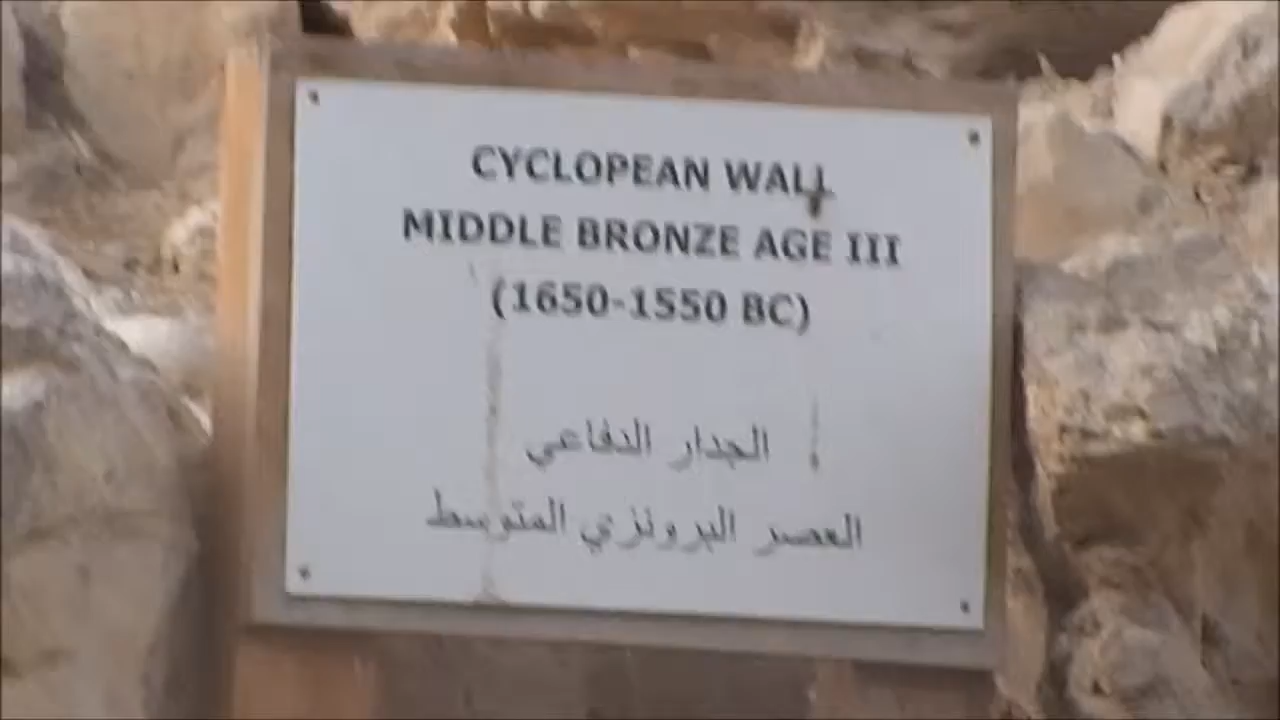 CYCLOPEAN WALL
MIDDLE BRONZE AGE III
(1650-1550 BC)
الجدار الدفاعي
العصر البرونزي المتوسط